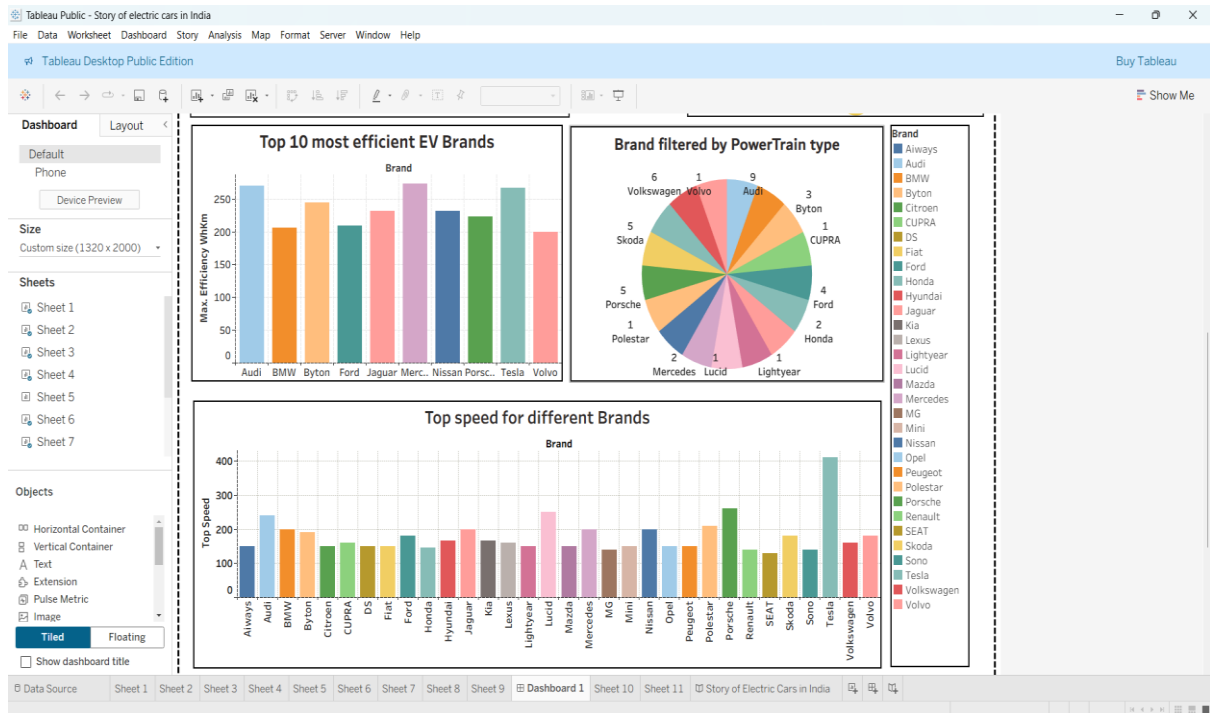 Tableau Public - Story of electric cars in India
File Data Worksheet Dashboard Story Analysis Map Format Server Window Help
Tableau Desktop Public Edition
Buy Tableau
Show Me
Dashboard
Layout
Default
Phone
Device Preview
Size
Custom size (1320 x 2000)
Sheets
Sheet 1
Sheet 2
Sheet 3
Sheet 4
Sheet 5
Sheet 6
Sheet 7
Objects
Horizontal Container
Vertical Container
Text
Extension
Pulse Metric
Image
Tiled
Floating
Show dashboard title
Top 10 most efficient EV Brands
Brand
Max. Efficiency WhKm
250
200
150
100
50
0
Audi BMW Byton Ford Jaguar Merc.. Nissan Porsc.. Tesla Volvo
Brand filtered by PowerTrain type
9
Audi
3
Byton
1
CUPRA
4
Ford
2
Honda
1
Lightyear
1
Lucid
2
Mercedes
1
Polestar
5
Porsche
5
Skoda
6
Volkswagen
1
Volvo
Top speed for different Brands
Brand
Top Speed
400
300
200
100
0
Aiways
Audi
BMW
Byton
Citroen
CUPRA
DS
Fiat
Ford
Honda
Hyundai
Jaguar
Kia
Lexus
Lightyear
Lucid
Mazda
Mercedes
MG
Mini
Nissan
Opel
Peugeot
Polestar
Porsche
Renault
SEAT
Skoda
Sono
Tesla
Volkswagen
Volvo
Brand
Aiways
Audi
BMW
Byton
Citroen
CUPRA
DS
Fiat
Ford
Honda
Hyundai
Jaguar
Kia
Lexus
Lightyear
Lucid
Mazda
Mercedes
MG
Mini
Nissan
Opel
Peugeot
Polestar
Porsche
Renault
SEAT
Skoda
Sono
Tesla
Volkswagen
Volvo
Data Source Sheet 1 Sheet 2 Sheet 3 Sheet 4 Sheet 5 Sheet 6 Sheet 7 Sheet 8 Sheet 9 Dashboard 1 Sheet 10 Sheet 11 Story of Electric Cars in India